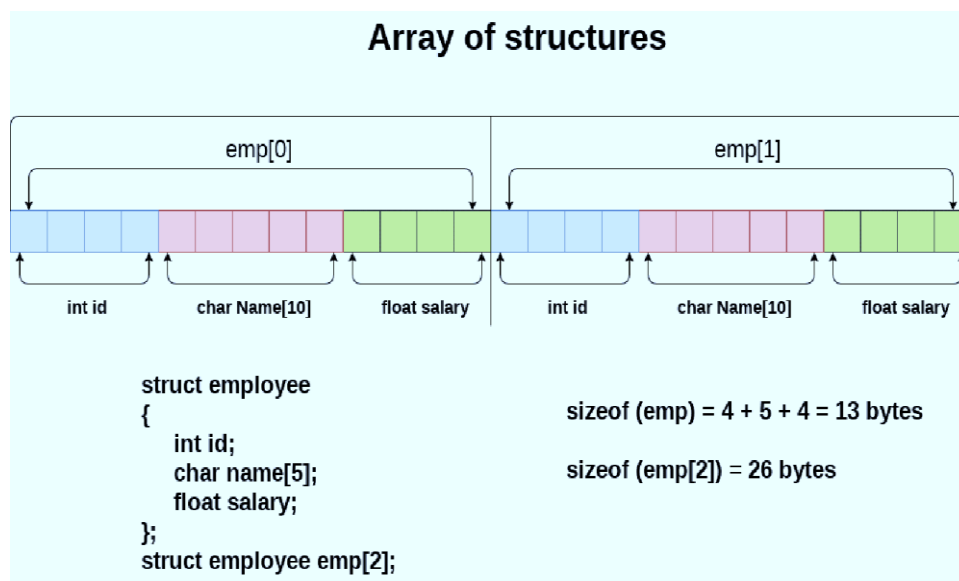 Array of structures
emp[0]
emp[1]
int id
char Name[10]
float salary
int id
char Name[10]
float salary
struct employee
{
int id;
char name[5];
float salary;
};
struct employee emp[2];
sizeof (emp) = 4 + 5 + 4 = 13 bytes
sizeof (emp[2]) = 26 bytes